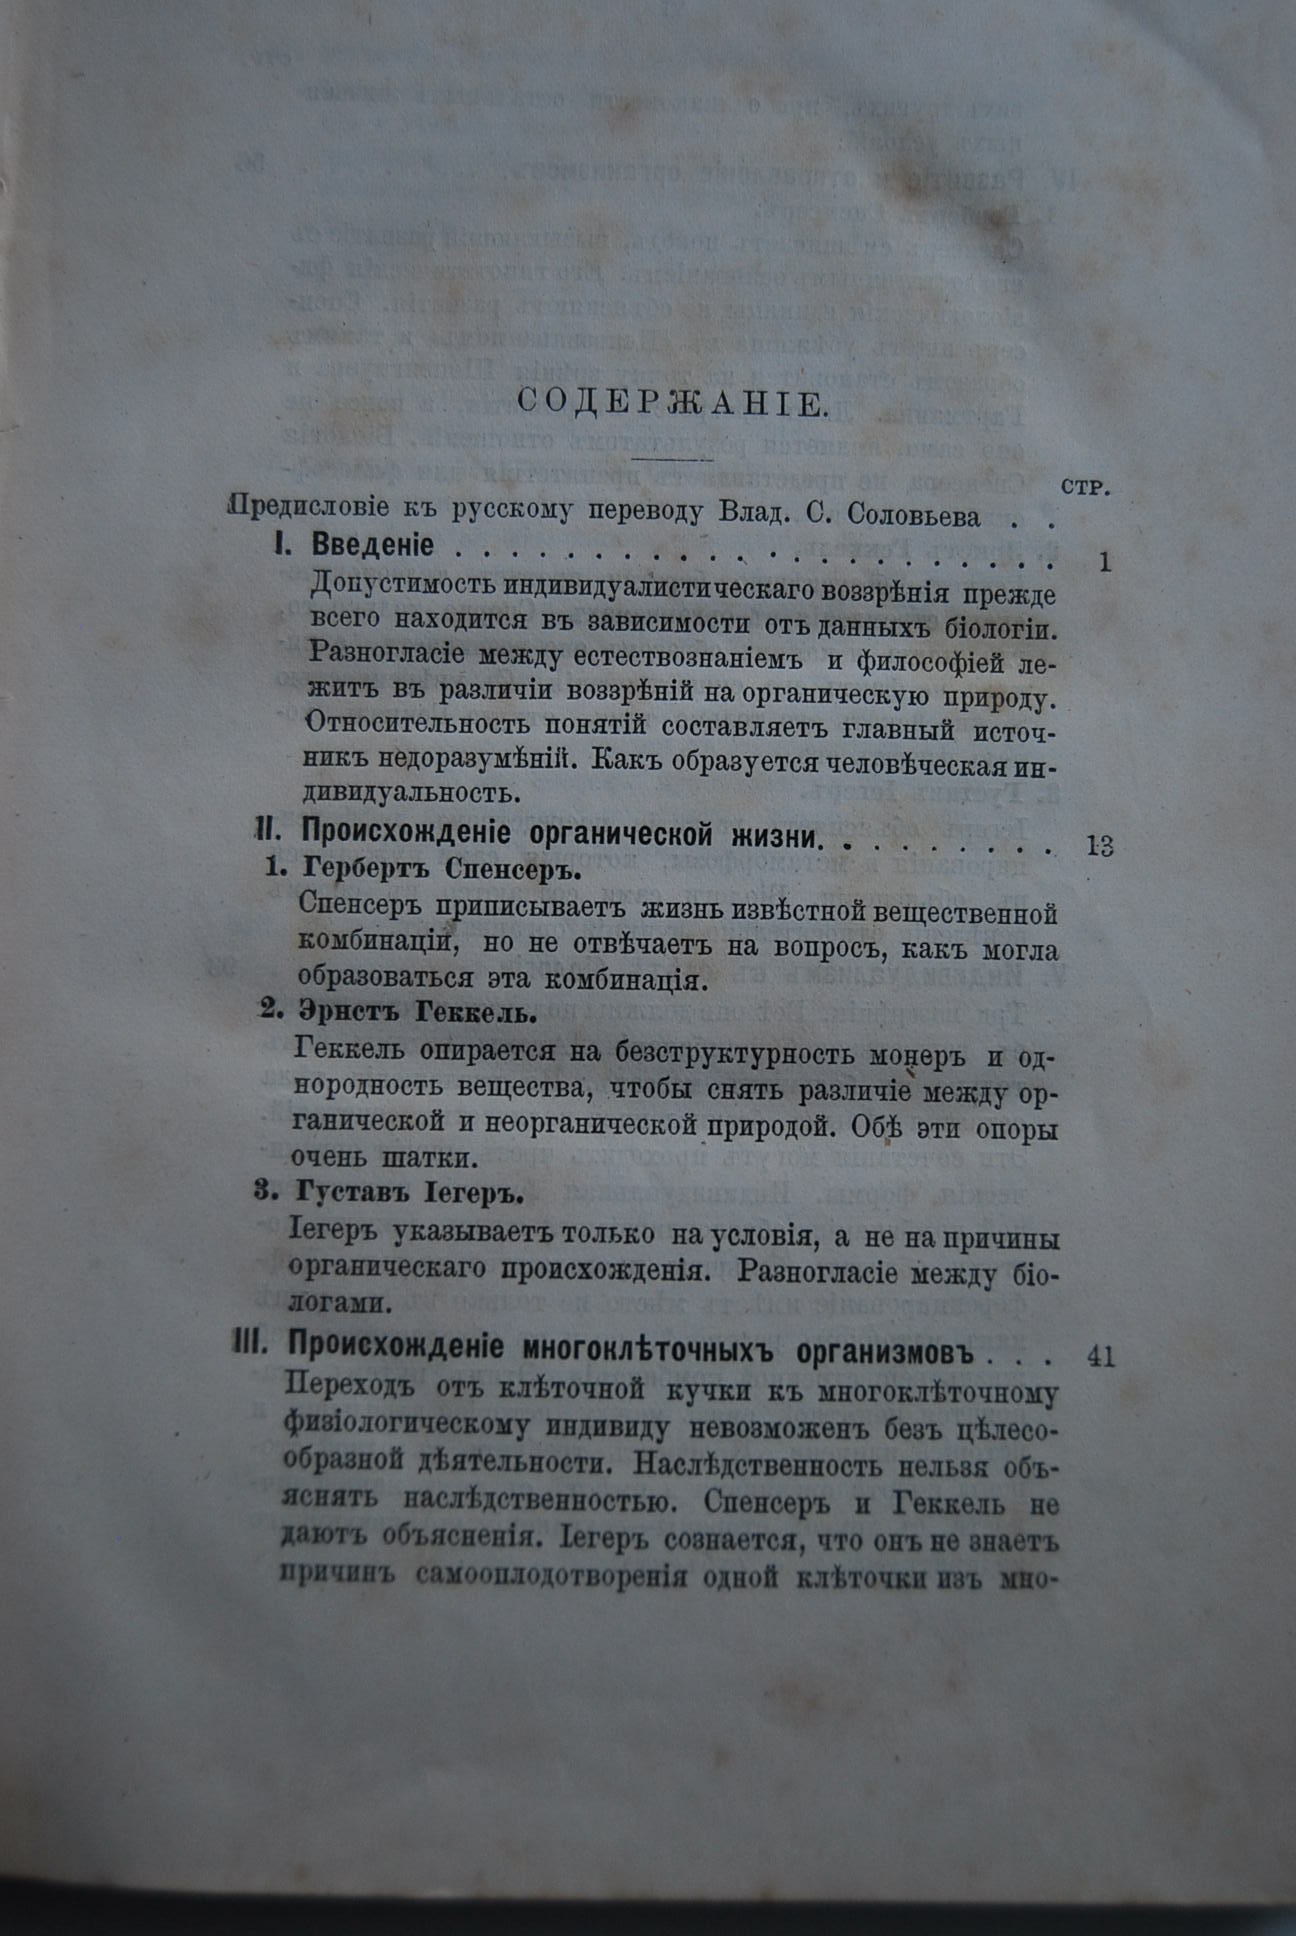 СОДЕРЖАНІЕ.
СТР.
Предисловіе къ русскому переводу Влад. С. Соловьева . .
I. Введеніе . . . . . . . . . . . . . . . . 1
Допустимость индивидуалистическаго воззрѣнія прежде
всего находится въ зависимости отъ данныхъ біологіи.
Разногласіе между естествознаніемъ и философіей ле-
житъ въ различіи воззрѣній на органическую природу.
Относительность понятій составляетъ главный источ-
никъ недоразумѣній. Какъ образуется человѣческая ин-
дивидуальность.
II. Происхожденіе органической жизни. . . . . . . . 13
1. Гербертъ Спенсеръ.
Спенсеръ приписываетъ жизнь извѣстной вещественной
комбинаціи, но не отвѣчаетъ на вопросъ, какъ могла
образоваться эта комбинація.
2. Эрнстъ Геккель.
Геккель опирается на безструктурность монеръ и од-
нородность вещества, чтобы снять различіе между ор-
ганической и неорганической природой. Обѣ эти опоры
очень шатки.
3. Густавъ Іегеръ.
Іегеръ указываетъ только на условія, а не на причины
органическаго происхожденія. Разногласіе между біо-
логами.
III. Происхожденіе многоклѣточныхъ организмовъ . . . 41
Переходъ отъ клѣточной кучки къ многоклѣточному
физіологическому индивиду невозможенъ безъ цѣлесо-
образной дѣятельности. Наслѣдственность нельзя объ-
яснять наслѣдственностью. Спенсеръ и Геккель не
даютъ объясненія. Іегеръ сознается, что онъ не знаетъ
причинъ самооплодотворенія одной клѣточки изъ мно-